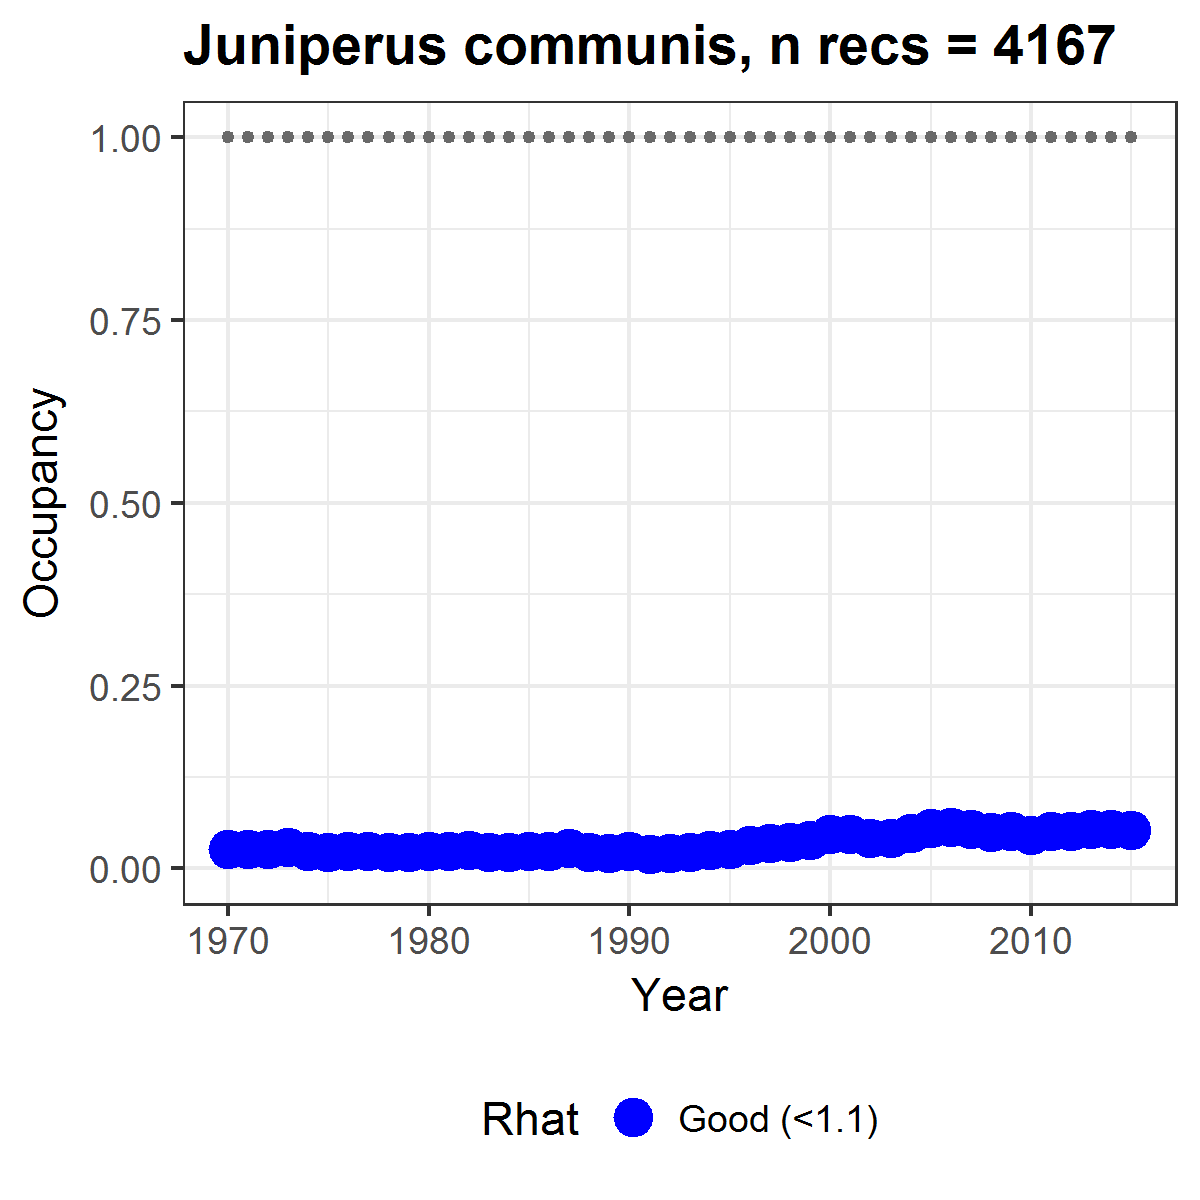 Juniperus communis, n recs = 4167
1.00
0.75
0.50
0.25
0.00
Occupancy
1970 1980 1990 2000 2010
Year
Rhat Good (<1.1)